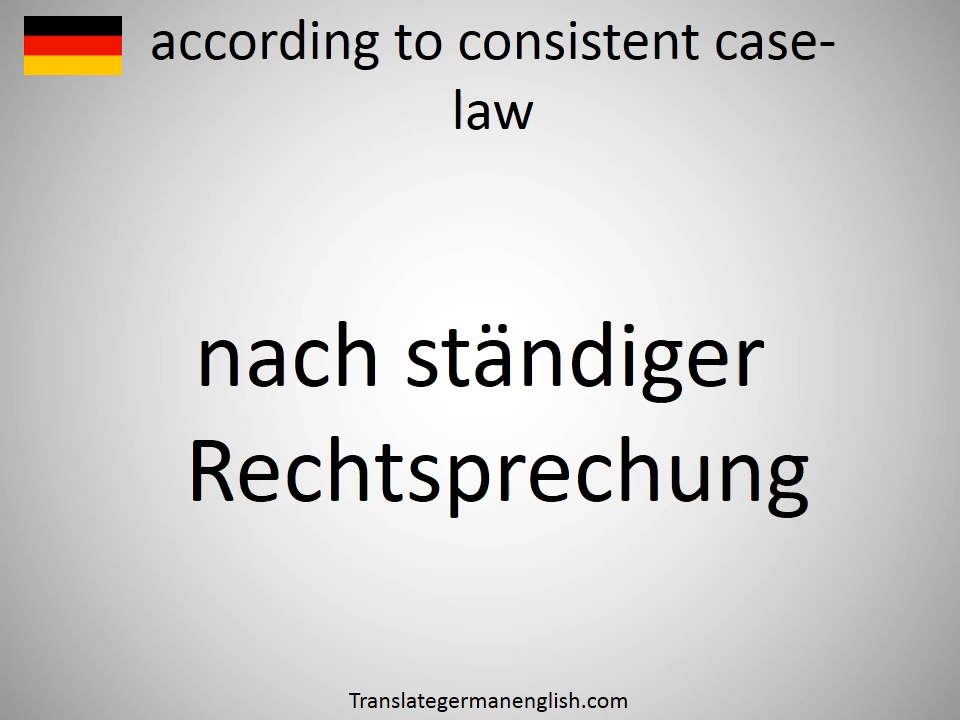 according to consistent case-
law
nach ständiger
Rechtsprechung
Translategermanenglish.com